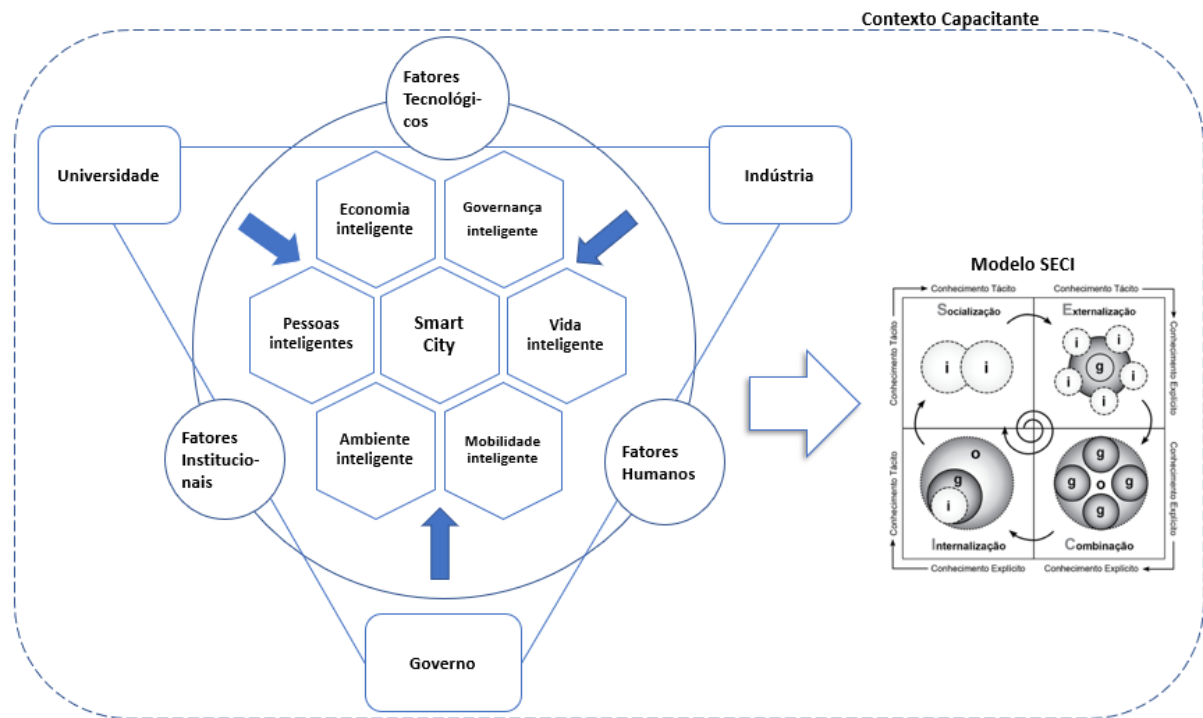 Contexto Capacitante
Fatores
Tecnológi-
cos
Universidade
Indústria
Economia
inteligente
Governança
inteligente
Pessoas
inteligentes
Smart
City
Vida
inteligente
Ambiente
inteligente
Mobilidade
inteligente
Fatores
Institucio-
nais
Fatores
Humanos
Governo
Modelo SECI
Conhecimento Tácito
Conhecimento Tácito
Conhecimento Tácito
Socialização
Externalização
Conhecimento Explícito
i
i
i
i
i
i
i
g
Conhecimento Tácito
o
g
i
g
g
o
g
g
Conhecimento Explícito
Internalização
Combinação
Conhecimento Explícito
Conhecimento Explícito